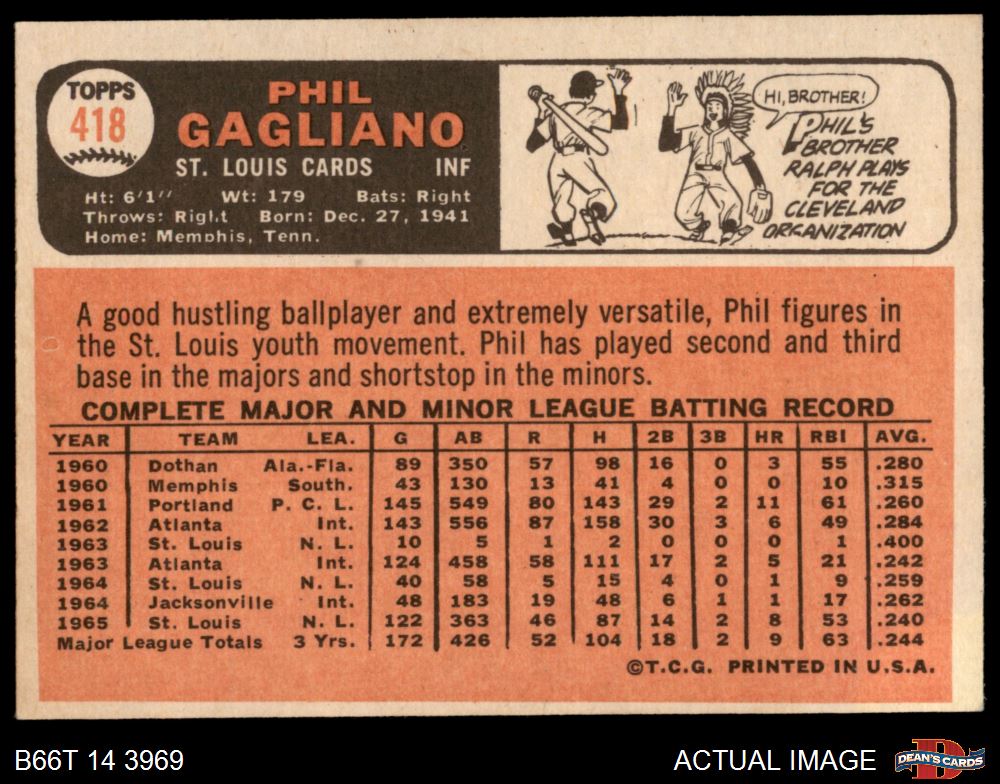 TOPPS
418
PHIL
GAGLIANO
ST. LOUIS CARDS INF
Ht: 6'1" Wt: 179 Bats: Right
Throws: Right Born: Dec. 27, 1941
Home: Memphis, Tenn.
HI, BROTHER!
PHIL'S
BROTHER
RALPH PLAYS
FOR THE
CLEVELAND
ORGANIZATION
A good hustling ballplayer and extremely versatile, Phil figures in
the St. Louis youth movement. Phil has played second and third
base in the majors and shortstop in the minors.
COMPLETE MAJOR AND MINOR LEAGUE BATTING RECORD
YEAR TEAM LEA. G AB R H 2B 3B HR RBI AVG.
1960 Dothan Ala.-Fla. 89 350 57 98 16 0 3 55 .280
1960 Memphis South. 43 130 13 41 4 0 0 10 .315
1961 Portland P. C. L. 145 549 80 143 29 2 11 61 .260
1962 Atlanta Int. 143 556 87 158 30 3 6 49 .284
1963 St. Louis N. L. 10 5 1 2 0 0 0 1 .400
1963 Atlanta Int. 124 458 58 111 17 2 5 21 .242
1964 St. Louis N. L. 40 58 5 15 4 0 1 9 .259
1964 Jacksonville Int. 48 183 19 48 6 1 1 17 .262
1965 St. Louis N. L. 122 363 46 87 14 2 8 53 .240
Major League Totals 3 Yrs. 172 426 52 104 18 2 9 63 .244
©T.C.G. PRINTED IN U.S.A.
B66T 14 3969
ACTUAL IMAGE
DEAN'S CARDS